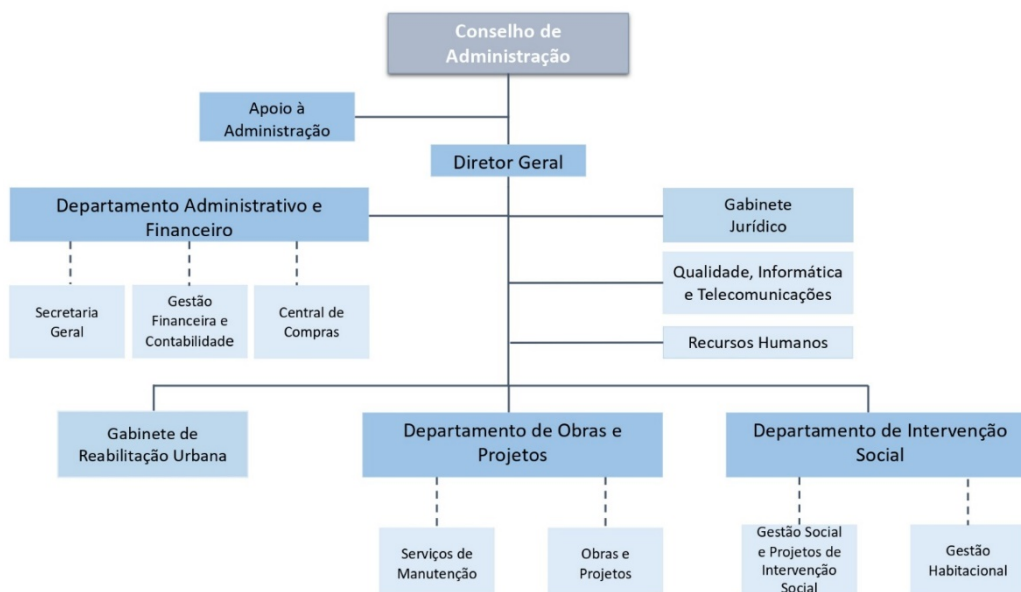 Conselho de
Administração
Apoio à
Administração
Diretor Geral
Departamento Administrativo e
Financeiro
Gabinete
Jurídico
Qualidade, Informática
e Telecomunicações
Secretaria
Geral
Gestão
Financeira e
Contabilidade
Central de
Compras
Recursos Humanos
Gabinete de
Reabilitação Urbana
Departamento de Obras e
Projetos
Departamento de Intervenção
Social
Serviços de
Manutenção
Obras e
Projetos
Gestão Social
e Projetos de
Intervenção
Social
Gestão
Habitacional